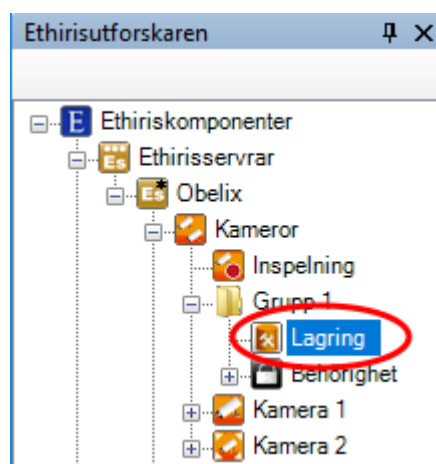 Ethirisutforskaren
Ethiriskomponenter
Ethirisservrar
Obelix
Kameror
Inspelning
Grupp 1
Lagring
Behörighet
Kamera 1
Kamera 2